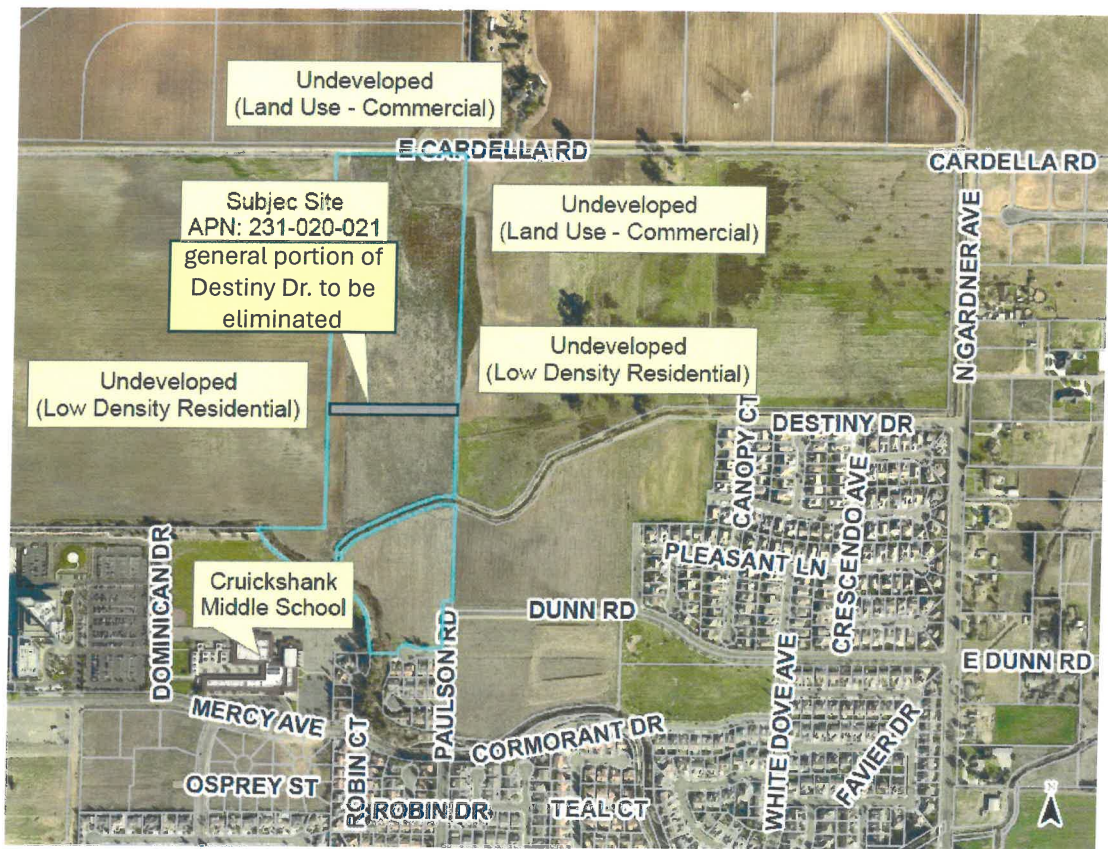 Undeveloped
(Land Use - Commercial)
E CARDELLA RD
CARDELLA RD
Subjec Site
APN: 231-020-021
general portion of
Destiny Dr. to be
eliminated
Undeveloped
(Land Use - Commercial)
N GARDNER AVE
Undeveloped
(Low Density Residential)
Undeveloped
(Low Density Residential)
DESTINY DR
CANOPY CT
CRESCENDO AVE
PLEASANT LN
DOMINICAN DR
Cruickshank
Middle School
DUNN RD
PAULSON RD
E DUNN RD
MERCY AVE
ROBIN CT
CORMORANT DR
WHITE DOVE AVE
FAVIER DR
OSPREY ST
ROBIN DR
TEAL CT
N